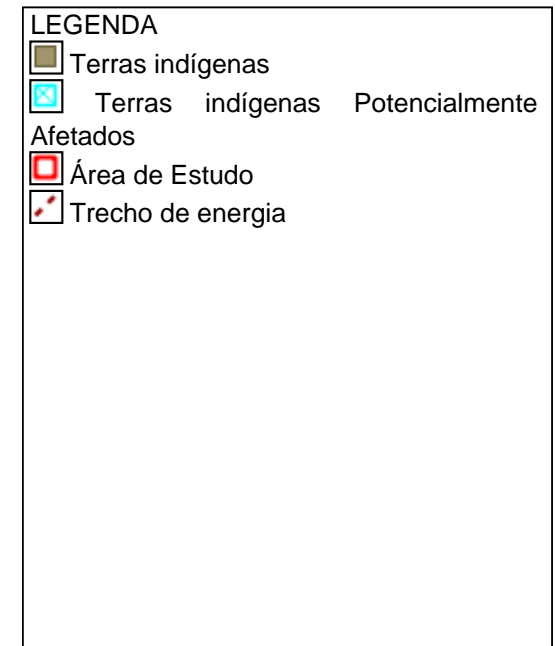 LEGENDA
Terras indígenas
Terras indígenas Potencialmente
Afetados
Área de Estudo
Trecho de energia